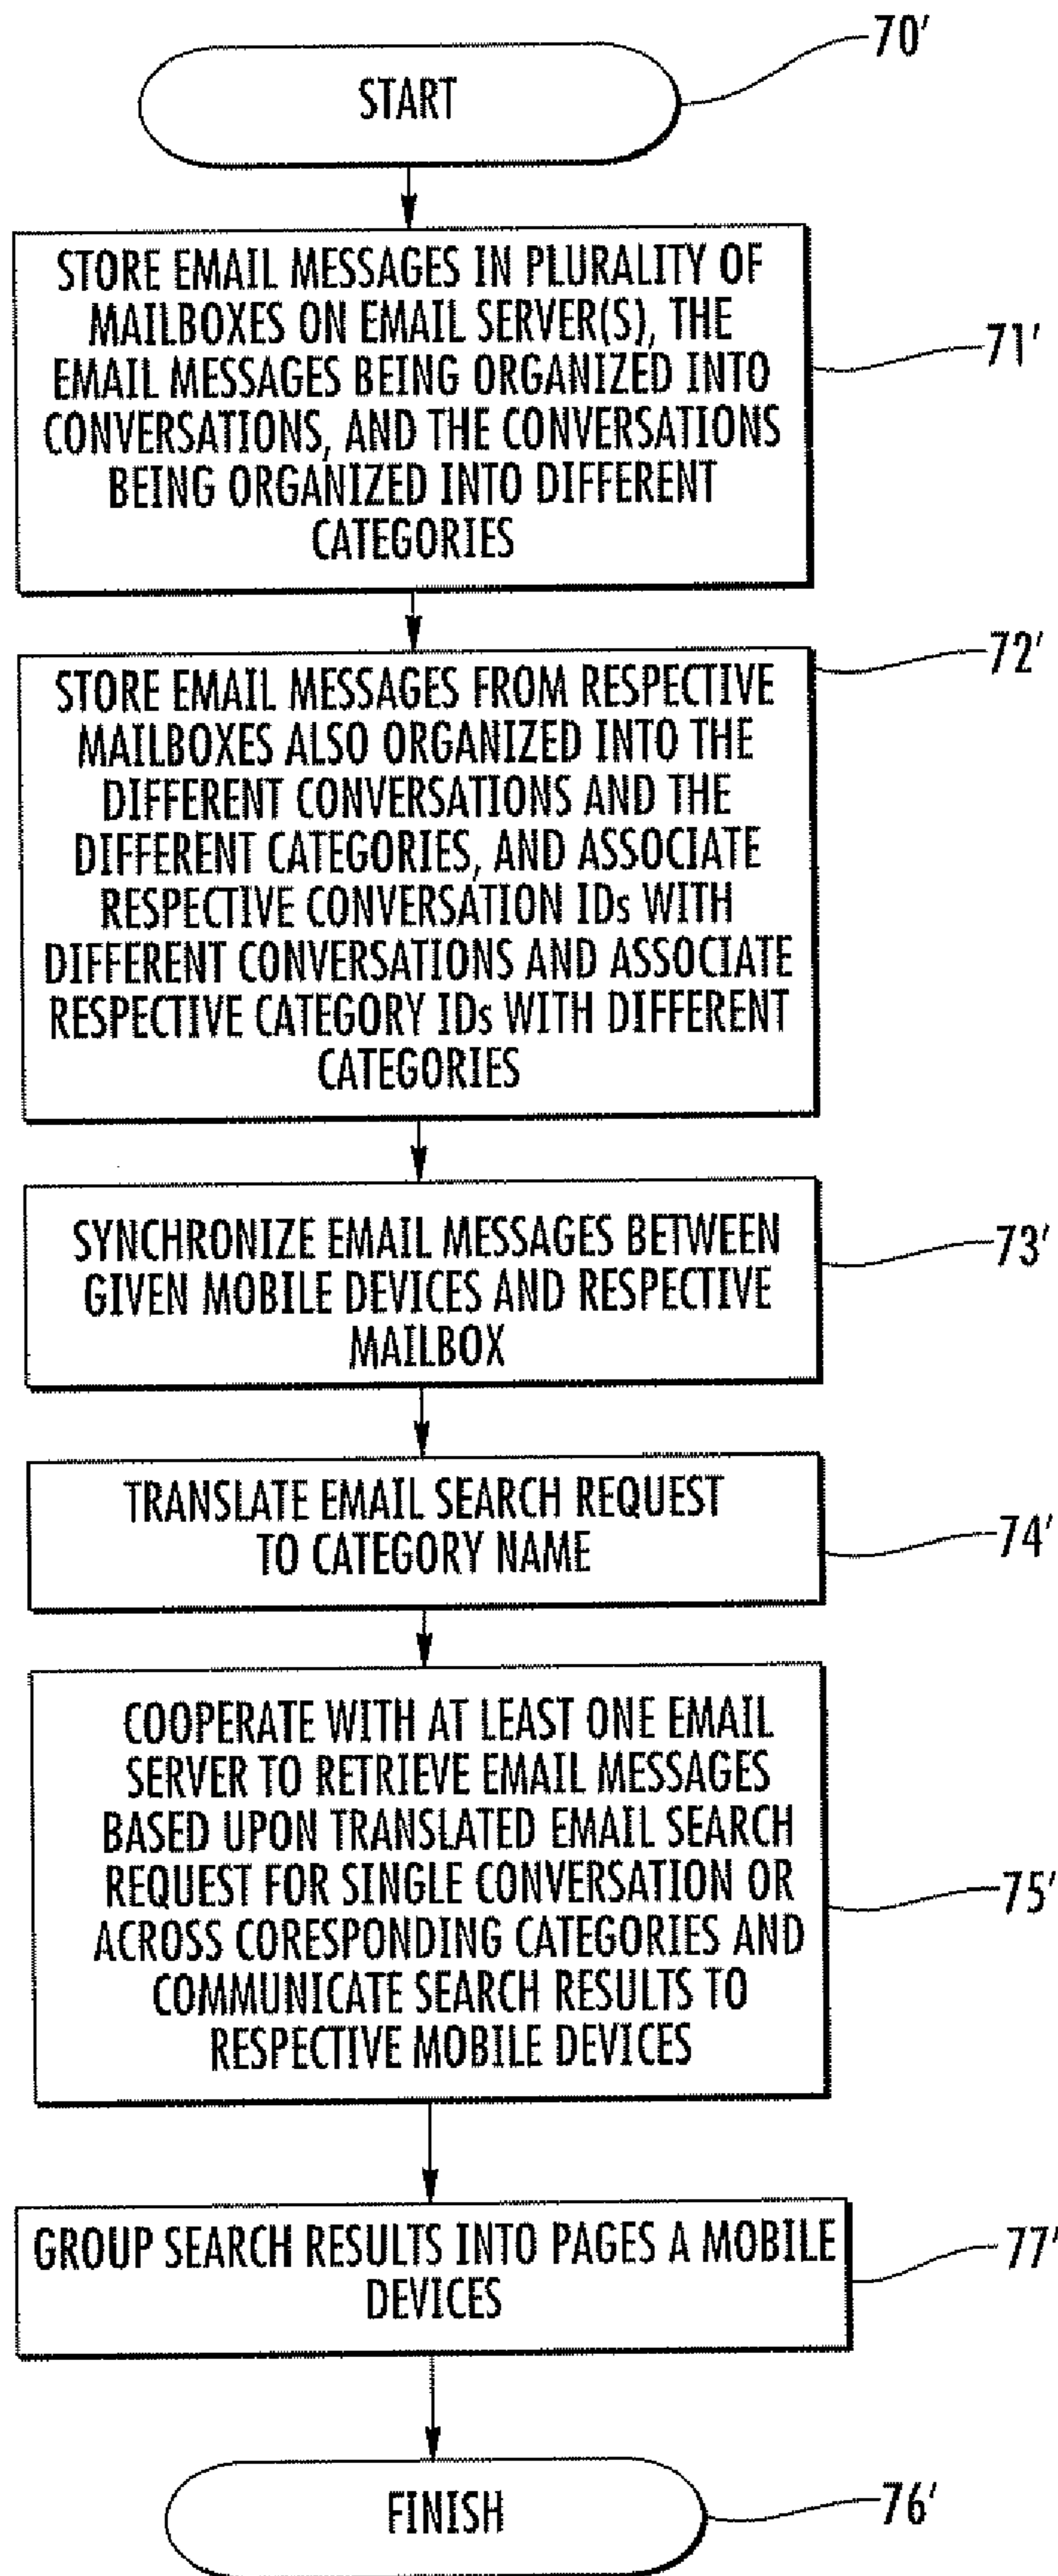 70'
START
STORE EMAIL MESSAGES IN PLURALITY OF
MAILBOXES ON EMAIL SERVER(S), THE
EMAIL MESSAGES BEING ORGANIZED INTO
CONVERSATIONS, AND THE CONVERSATIONS
BEING ORGANIZED INTO DIFFERENT
CATEGORIES
71'
72'
STORE EMAIL MESSAGES FROM RESPECTIVE
MAILBOXES ALSO ORGANIZED INTO THE
DIFFERENT CONVERSATIONS AND THE
DIFFERENT CATEGORIES, AND ASSOCIATE
RESPECTIVE CONVERSATION IDs WITH
DIFFERENT CONVERSATIONS AND ASSOCIATE
RESPECTIVE CATEGORY IDs WITH DIFFERENT
CATEGORIES
SYNCHRONIZE EMAIL MESSAGES BETWEEN
GIVEN MOBILE DEVICES AND RESPECTIVE
MAILBOX
73'
TRANSLATE EMAIL SEARCH REQUEST
TO CATEGORY NAME
74'
COOPERATE WITH AT LEAST ONE EMAIL
SERVER TO RETRIEVE EMAIL MESSAGES
BASED UPON TRANSLATED EMAIL SEARCH
REQUEST FOR SINGLE CONVERSATION OR
ACROSS CORESPONDING CATEGORIES AND
COMMUNICATE SEARCH RESULTS TO
RESPECTIVE MOBILE DEVICES
75'
GROUP SEARCH RESULTS INTO PAGES A MOBILE
DEVICES
77'
FINISH
76'